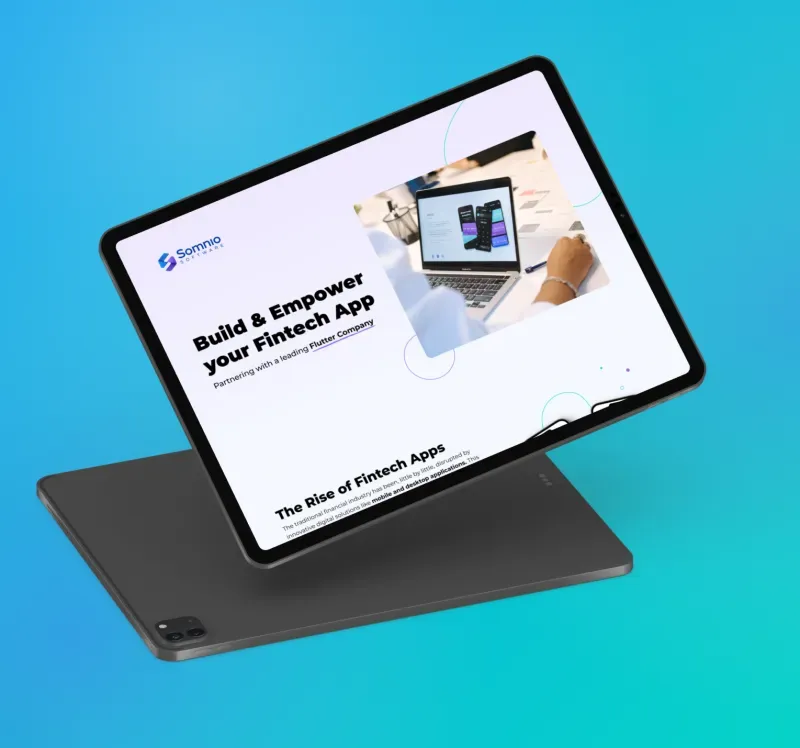 Somnio
SOFTWARE
Build & Empower
your Fintech App
Partnering with a leading Flutter Company
The Rise of Fintech Apps
The traditional financial industry has been, little by little, disrupted by
innovative digital solutions like mobile and desktop applications. This